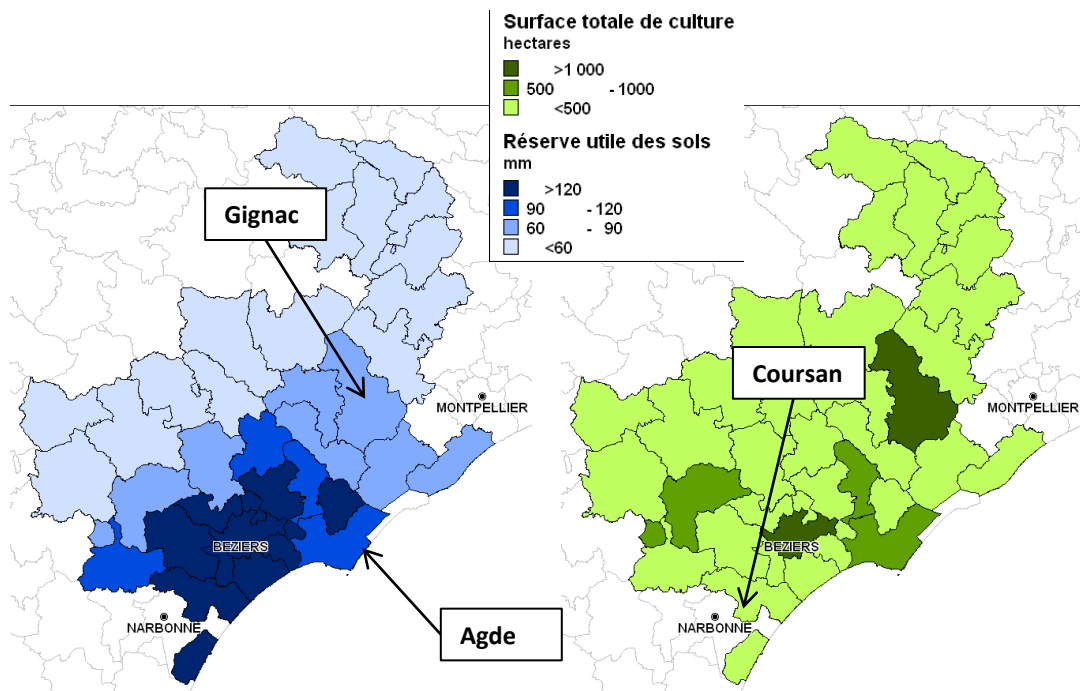 Surface totale de culture
hectares
>1 000
500 - 1000
<500
Réserve utile des sols
mm
>120
90 - 120
60 - 90
<60
Gignac
MONTPELLIER
BEZIERS
NARBONNE
Agde
Coursan
MONTPELLIER
BEZIERS
NARBONNE